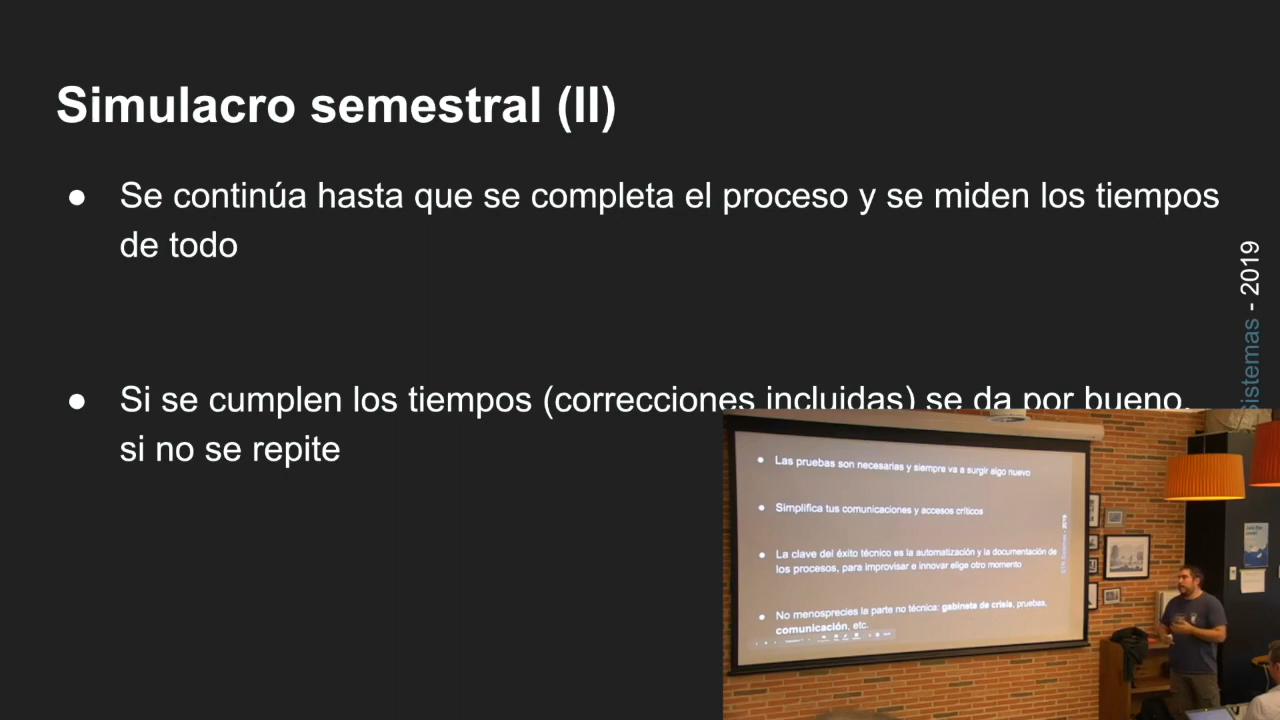 Simulacro semestral (II)
● Se continúa hasta que se completa el proceso y se miden los tiempos
de todo
● Si se cumplen los tiempos (correcciones incluidas) se da por bueno,
si no se repite
Sistemas - 2019
● Las pruebas son necesarias y siempre va a surgir algo nuevo
● Simplifica tus comunicaciones y accesos críticos
● La clave del éxito técnico es la automatización y la documentación de
los procesos, para improvisar e innovar elige otro momento
● No menosprecies la parte no técnica: gabinete de crisis, pruebas,
comunicación, etc.